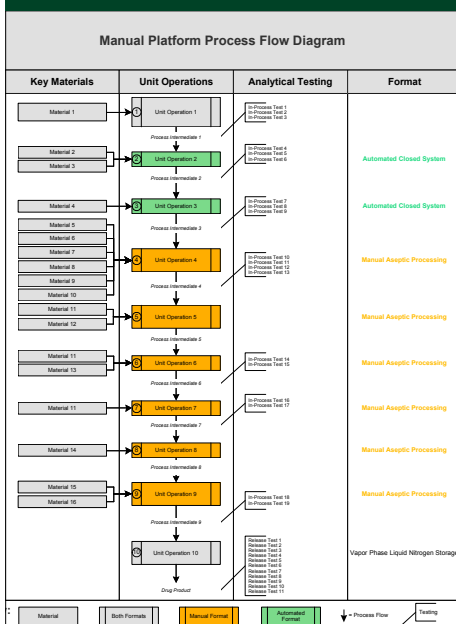 Manual Platform Process Flow Diagram
Key Materials
Unit Operations
Analytical Testing
Format
Material 1
1
Unit Operation 1
In-Process Test 1
In-Process Test 2
In-Process Test 3
Process Intermediate 1
Material 2
Material 3
2
Unit Operation 2
In-Process Test 4
In-Process Test 5
In-Process Test 6
Automated Closed System
Process Intermediate 2
Material 4
3
Unit Operation 3
In-Process Test 7
In-Process Test 8
In-Process Test 9
Automated Closed System
Process Intermediate 3
Material 5
Material 6
Material 7
Material 8
Material 9
Material 10
4
Unit Operation 4
In-Process Test 10
In-Process Test 11
In-Process Test 12
In-Process Test 13
Manual Aseptic Processing
Process Intermediate 4
Material 11
Material 12
5
Unit Operation 5
Manual Aseptic Processing
Process Intermediate 5
Material 11
Material 13
6
Unit Operation 6
In-Process Test 14
In-Process Test 15
Manual Aseptic Processing
Process Intermediate 6
Material 11
7
Unit Operation 7
In-Process Test 16
In-Process Test 17
Manual Aseptic Processing
Process Intermediate 7
Material 14
8
Unit Operation 8
Manual Aseptic Processing
Process Intermediate 8
Material 15
Material 16
9
Unit Operation 9
In-Process Test 18
In-Process Test 19
Manual Aseptic Processing
Process Intermediate 9
10
Unit Operation 10
Release Test 1
Release Test 2
Release Test 3
Release Test 4
Release Test 5
Release Test 6
Release Test 7
Release Test 8
Release Test 9
Release Test 10
Release Test 11
Vapor Phase Liquid Nitrogen Storage
Drug Product
:
Material
Both Formats
Manual Format
Automated
Format
= Process Flow
Testing